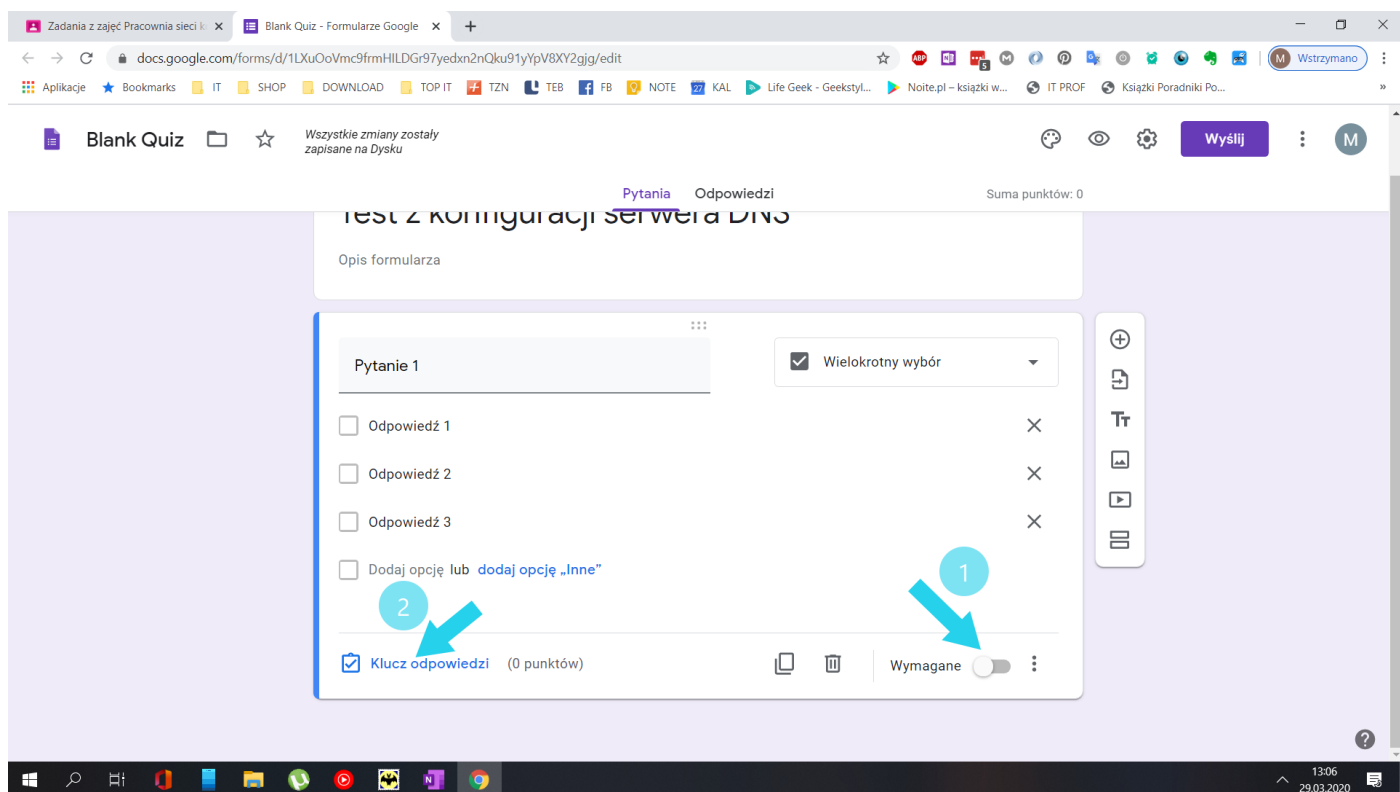 Zadania z zajęć Pracownia sieci k
Blank Quiz - Formularze Google
docs.google.com/forms/d/1LXuOoVmc9frmHILDGr97yedxn2nQku91yYpV8XY2gjg/edit
ABP
5
M
Wstrzymano
Aplikacje
Bookmarks
IT
SHOP
DOWNLOAD
TOP IT
TZN
TEB
FB
NOTE
27
KAL
Life Geek - Geekstyl...
Noite.pl – książki w...
IT PROF
Książki Poradniki Po...
»
Blank Quiz
Wszystkie zmiany zostały
zapisane na Dysku
Wyślij
M
Pytania
Odpowiedzi
Suma punktów: 0
Test z konfiguracji serwera DNS
Opis formularza
Pytanie 1
Wielokrotny wybór
Odpowiedź 1
Odpowiedź 2
Odpowiedź 3
Dodaj opcję lub dodaj opcję „Inne”
1
2
Klucz odpowiedzi
(0 punktów)
Wymagane
Tт
?
13:06
29.03.2020